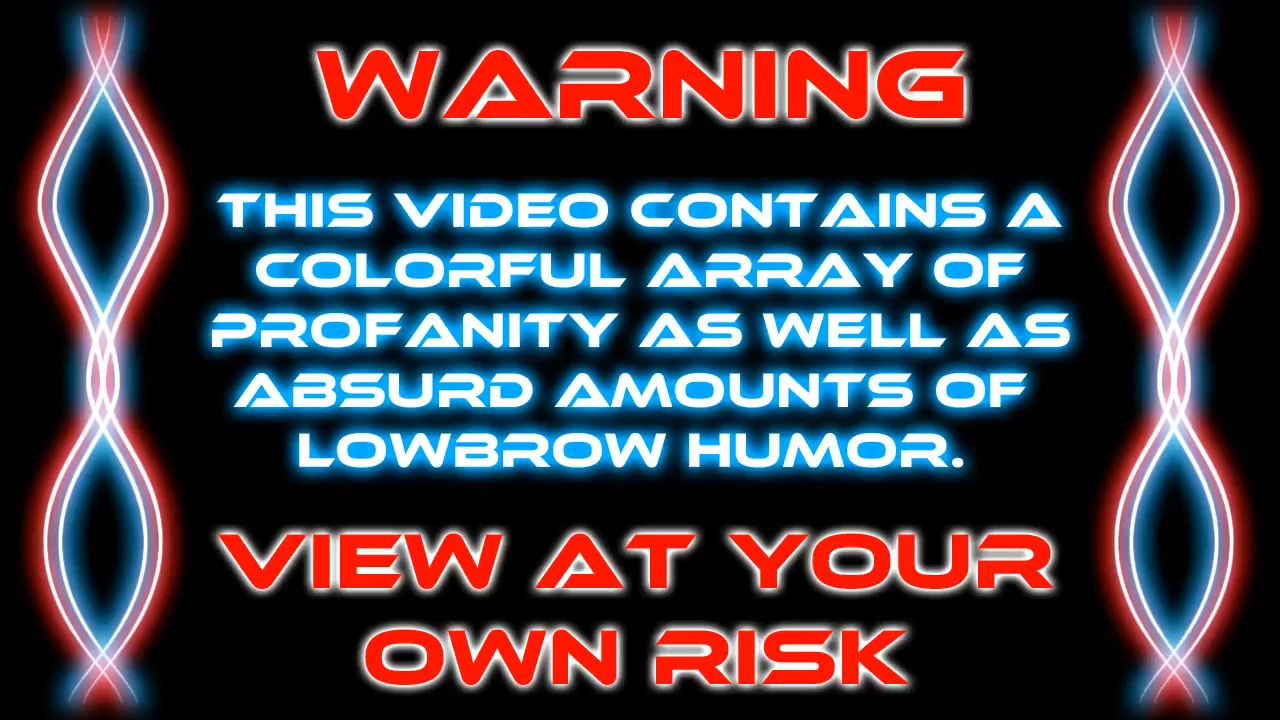 WARNING
THIS VIDEO CONTAINS A
COLORFUL ARRAY OF
PROFANITY AS WELL AS
ABSURD AMOUNTS OF
LOWBROW HUMOR.
VIEW AT YOUR
OWN RISK